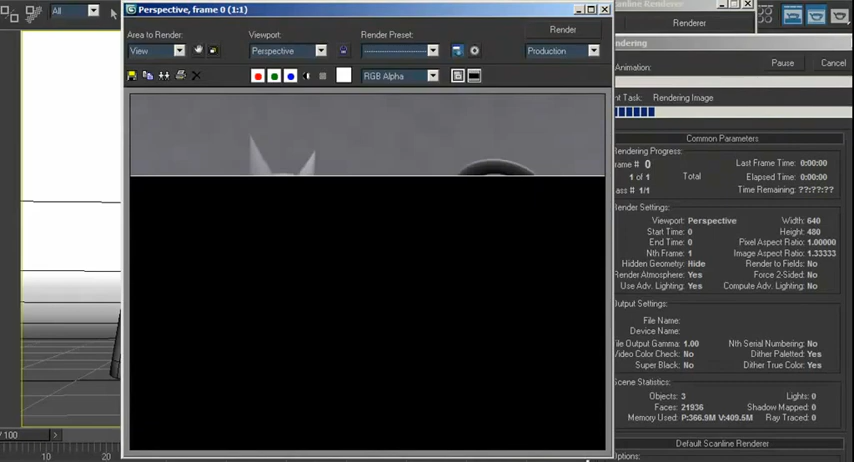 All
Perspective, frame 0 (1:1)
Area to Render:
Viewport:
Render Preset:
Render
View
Perspective
Production
RGB Alpha
/ 100
10
20
canline Renderer
Renderer
ndering
Animation:
Pause
Cancel
nt Task: Rendering Image
Common Parameters
Rendering Progress:
rame # 0
Last Frame Time: 0:00:00
1 of 1 Total
Elapsed Time: 0:00:00
ass # 1/1
Time Remaining: ??:??:??
Render Settings:
Viewport: Perspective
Width: 640
Start Time: 0
Height: 480
End Time: 0
Pixel Aspect Ratio: 1.00000
Nth Frame: 1
Image Aspect Ratio: 1.33333
Hidden Geometry: Hide
Render to Fields: No
Render Atmosphere: Yes
Force 2-Sided: No
Use Adv. Lighting: Yes
Compute Adv. Lighting: No
Output Settings:
File Name:
Device Name:
ile Output Gamma: 1.00
Nth Serial Numbering: No
Video Color Check: No
Dither Paletted: Yes
Super Black: No
Dither True Color: Yes
Scene Statistics:
Objects: 3
Lights: 0
Faces: 21936
Shadow Mapped: 0
Memory Used: P:366.9M V:409.5M
Ray Traced: 0
Default Scanline Renderer
Options: